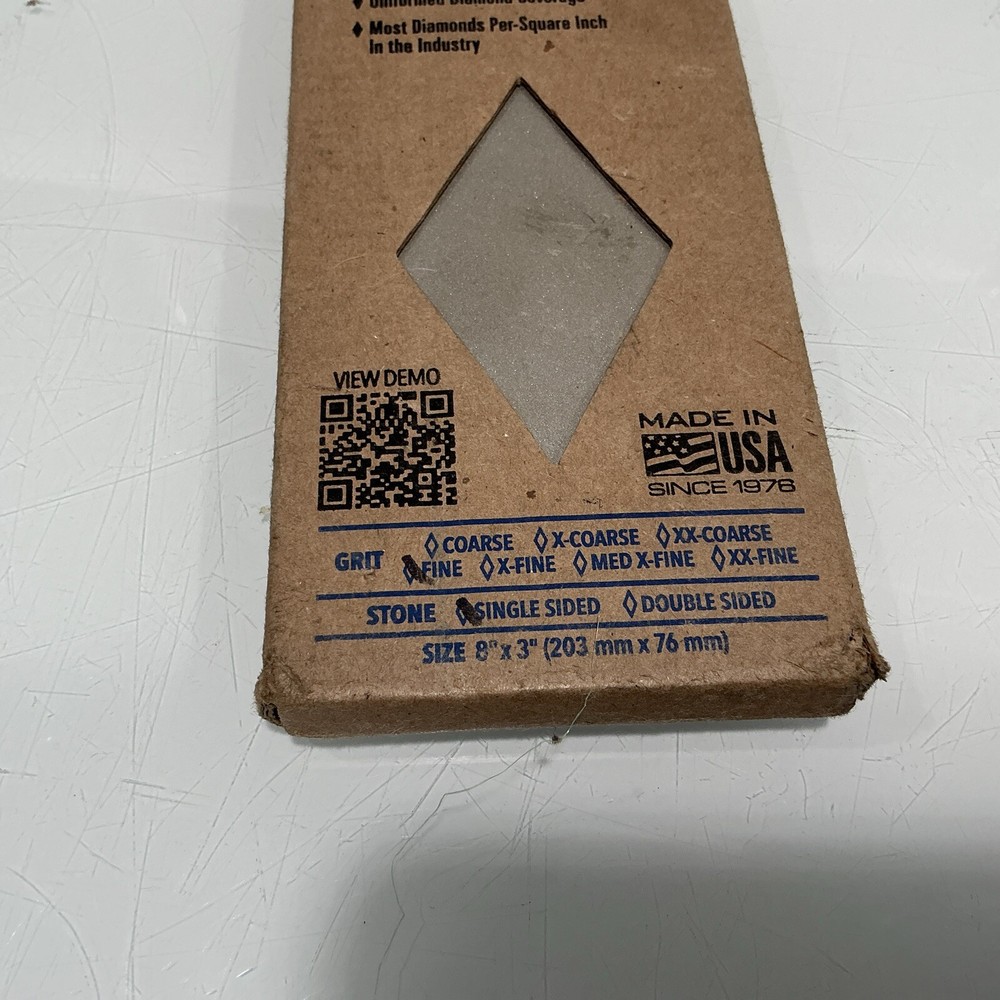 Diamond Coverage
Most Diamonds Per-Square Inch
In the Industry
VIEW DEMO
MADE IN
USA
SINCE 1976
GRIT ◊ COARSE ◊ X-COARSE ◊ XX-COARSE
◊ FINE ◊ X-FINE ◊ MED X-FINE ◊ XX-FINE
STONE ◊ SINGLE SIDED ◊ DOUBLE SIDED
SIZE 8" x 3" (203 mm x 76 mm)